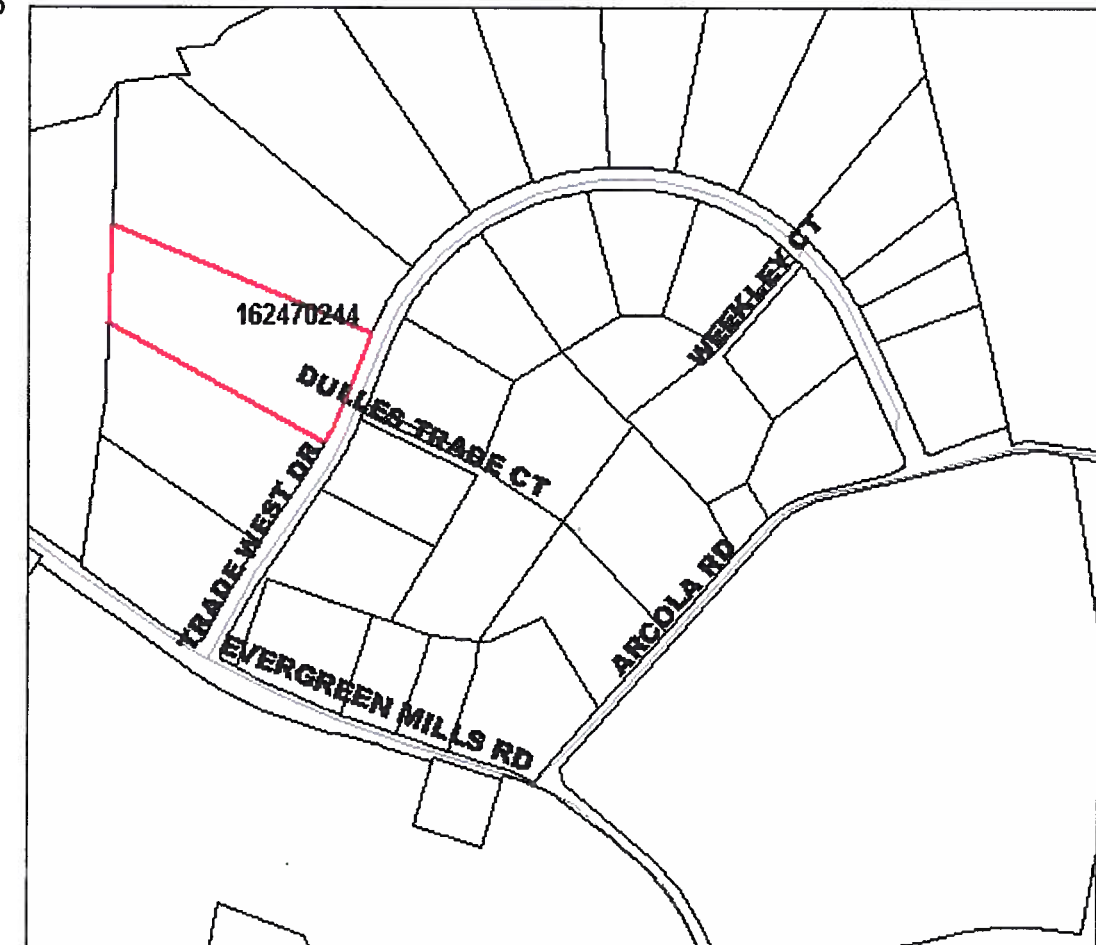 WEEKLEY CT
162470244
DULLES TRADE CT
TRADE WEST DR
ARCOLA RD
EVERGREEN MILLS RD